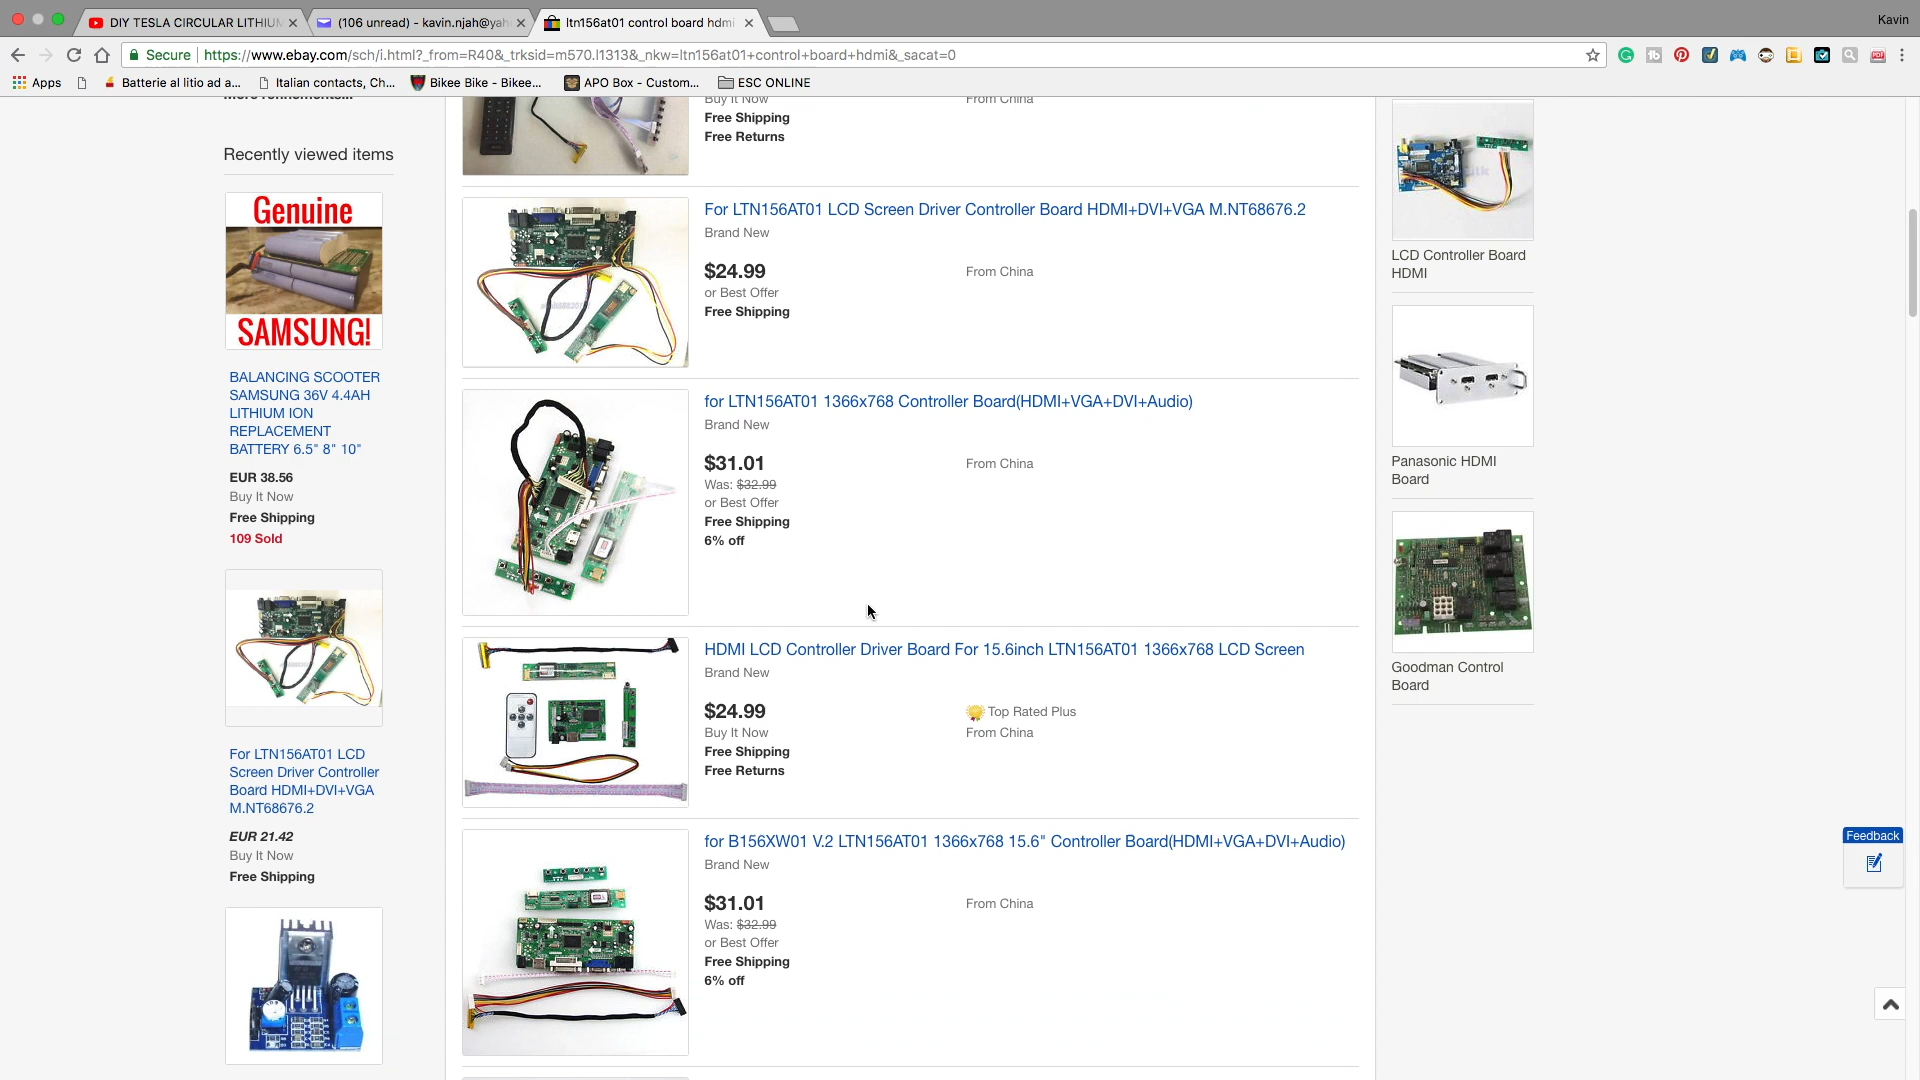 DIY TESLA CIRCULAR LITHIUM
(106 unread) - kavin.njah@yah
ltn156at01 control board hdmi
Kavin
Secure
https://www.ebay.com/sch/i.html?_from=R40&_trksid=m570.l1313&_nkw=ltn156at01+control+board+hdmi&_sacat=0
Apps
Batterie al litio ad a...
Italian contacts, Ch...
Bikee Bike - Bikee...
APO Box - Custom...
ESC ONLINE
More refinements...
Recently viewed items
Genuine
SAMSUNG!
BALANCING SCOOTER
SAMSUNG 36V 4.4AH
LITHIUM ION
REPLACEMENT
BATTERY 6.5" 8" 10"
EUR 38.56
Buy It Now
Free Shipping
109 Sold
For LTN156AT01 LCD
Screen Driver Controller
Board HDMI+DVI+VGA
M.NT68676.2
EUR 21.42
Buy It Now
Free Shipping
Buy It Now
From China
Free Shipping
Free Returns
For LTN156AT01 LCD Screen Driver Controller Board HDMI+DVI+VGA M.NT68676.2
Brand New
$24.99
From China
or Best Offer
Free Shipping
for LTN156AT01 1366x768 Controller Board(HDMI+VGA+DVI+Audio)
Brand New
$31.01
From China
Was: $32.99
or Best Offer
Free Shipping
6% off
HDMI LCD Controller Driver Board For 15.6inch LTN156AT01 1366x768 LCD Screen
Brand New
$24.99
Top Rated Plus
Buy It Now
From China
Free Shipping
Free Returns
for B156XW01 V.2 LTN156AT01 1366x768 15.6" Controller Board(HDMI+VGA+DVI+Audio)
Brand New
$31.01
From China
Was: $32.99
or Best Offer
Free Shipping
6% off
LCD Controller Board
HDMI
Panasonic HDMI
Board
Goodman Control
Board
Feedback